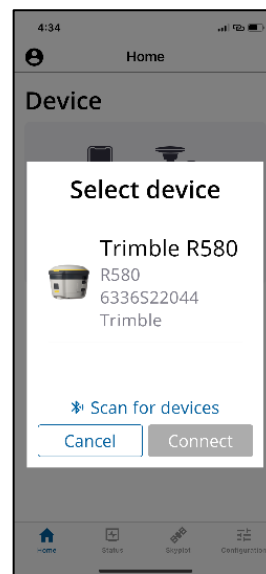 4:34
Home
Device
Select device
Trimble R580
R580
6336S22044
Trimble
Scan for devices
Cancel
Connect
Home
Status
Skyplot
Configuration